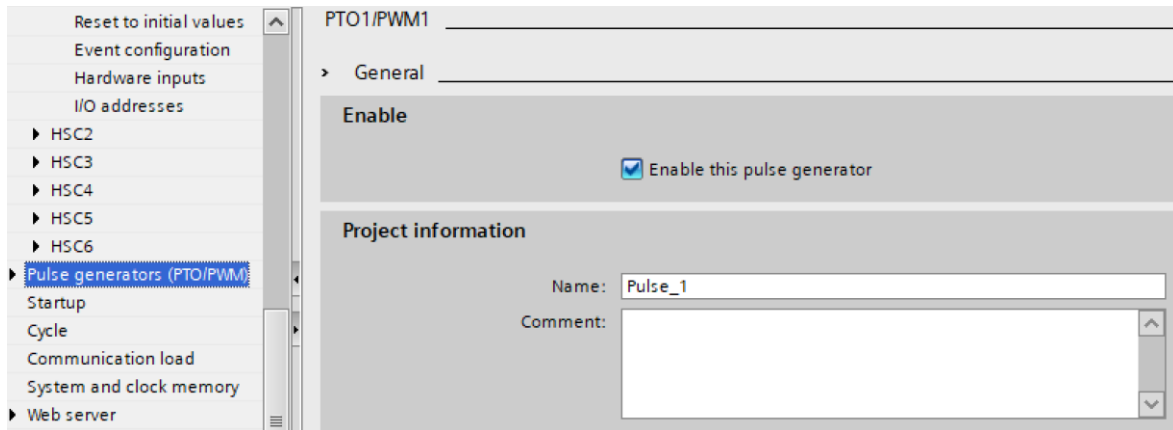 Reset to initial values
Event configuration
Hardware inputs
I/O addresses
HSC2
HSC3
HSC4
HSC5
HSC6
Pulse generators (PTO/PWM)
Startup
Cycle
Communication load
System and clock memory
Web server
PTO1/PWM1
General
Enable
Enable this pulse generator
Project information
Name: Pulse_1
Comment: